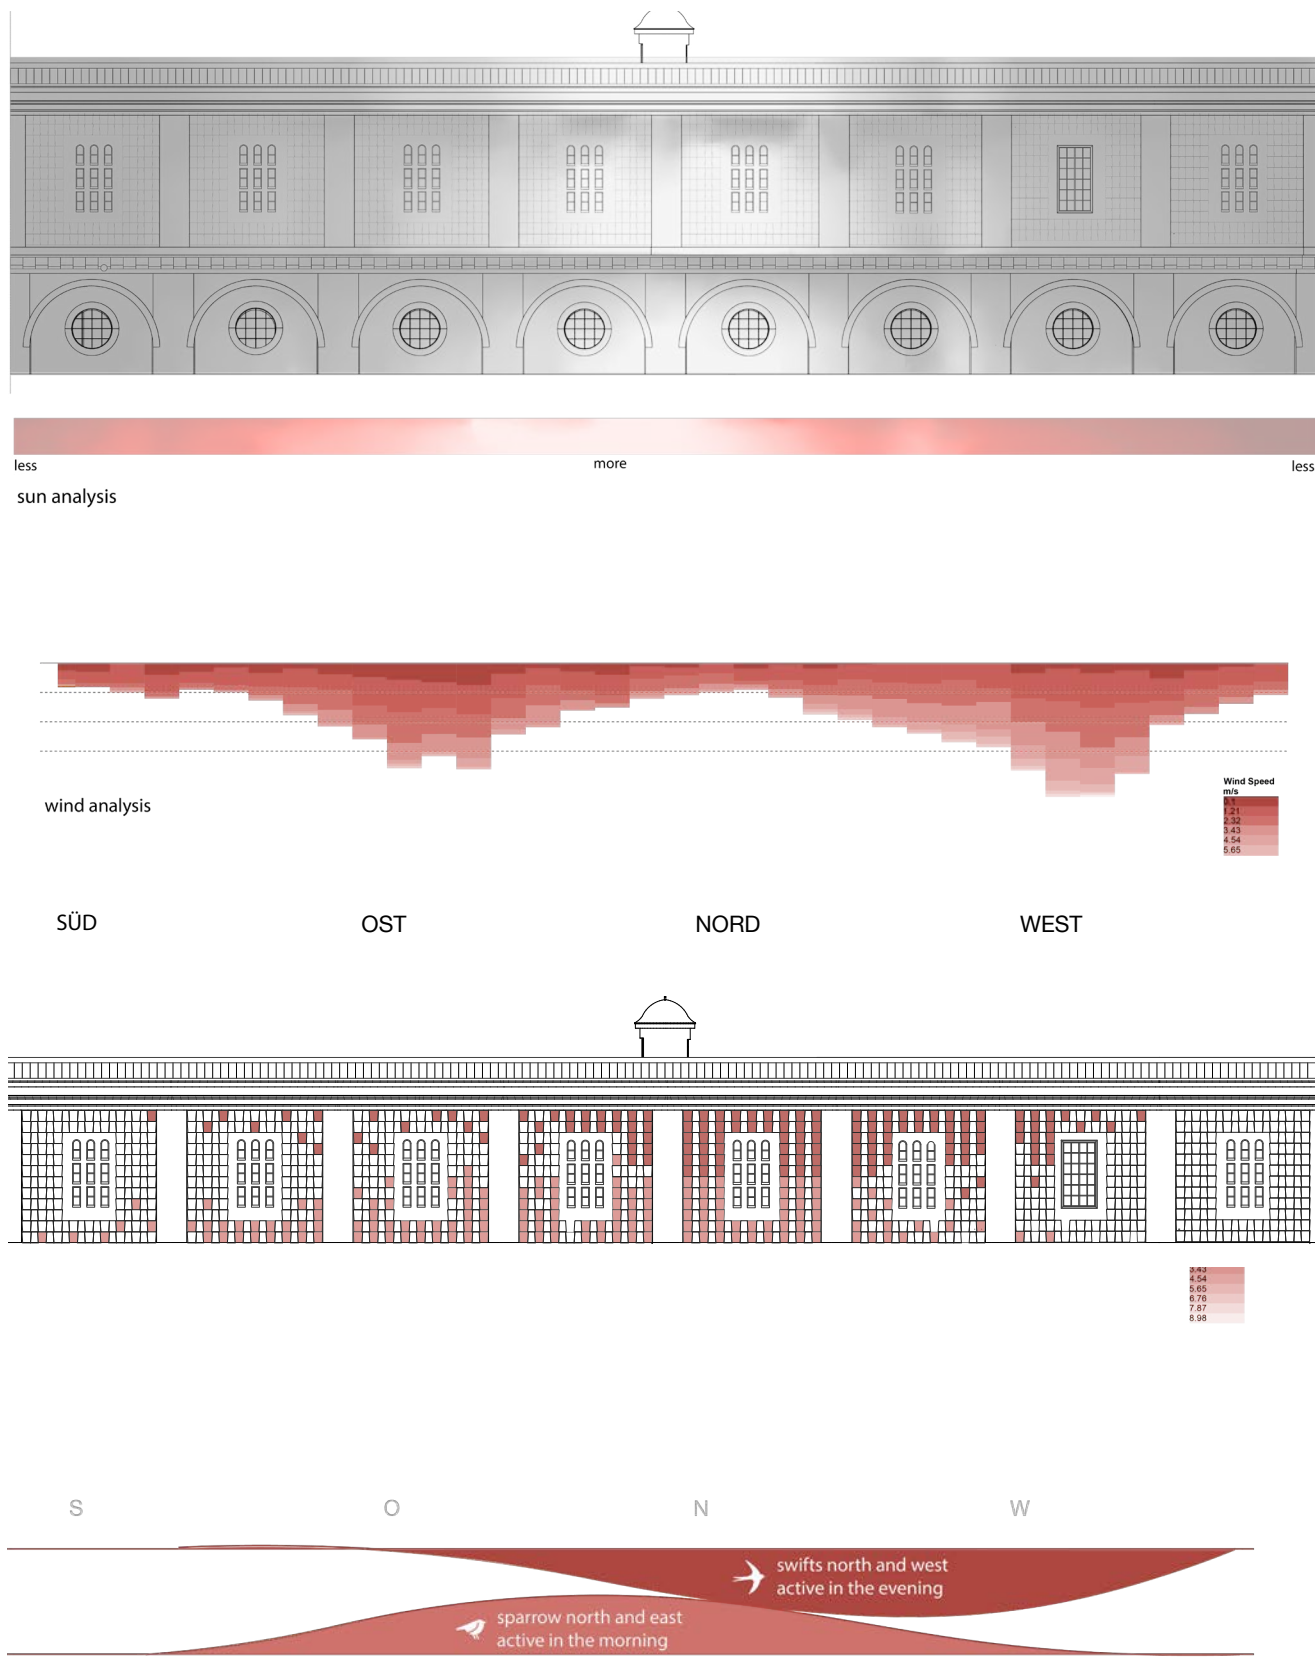 less
more
less
sun analysis
wind analysis
Wind Speed
m/s
0.1
1.21
2.32
3.43
4.54
5.65
SÜD
OST
NORD
WEST
3.43
4.54
5.65
6.76
7.87
8.98
S
O
N
W
swifts north and west
active in the evening
sparrow north and east
active in the morning